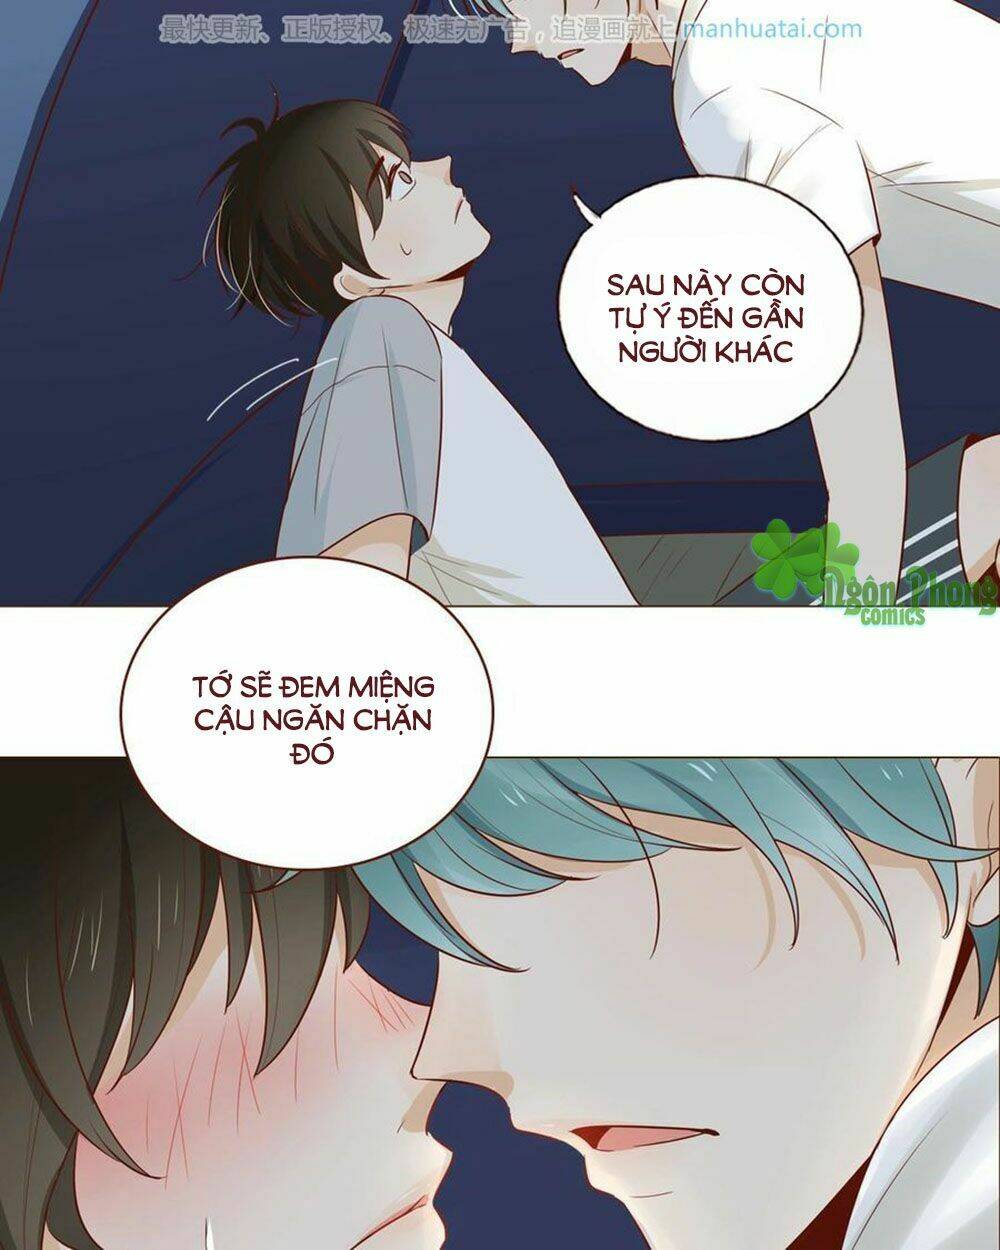 最快更新、正版授权、极速无广告，追漫画就上 manhuatai.com
SAU NÀY CÒN
TỰ Ý ĐẾN GẦN
NGƯỜI KHÁC
Ngôn Phong
comics
TỚ SẼ ĐEM MIỆNG
CẬU NGĂN CHẶN
ĐÓ